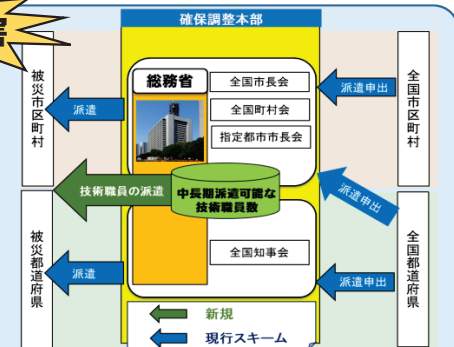 害
確保調整本部
被災市区町村
派遣
総務省
全国市長会
全国町村会
指定都市市長会
派遣申出
全国市区町村
技術職員の派遣
中長期派遣可能な
技術職員数
派遣申出
被災都道府県
派遣
全国知事会
派遣申出
全国都道府県
新規
現行スキーム